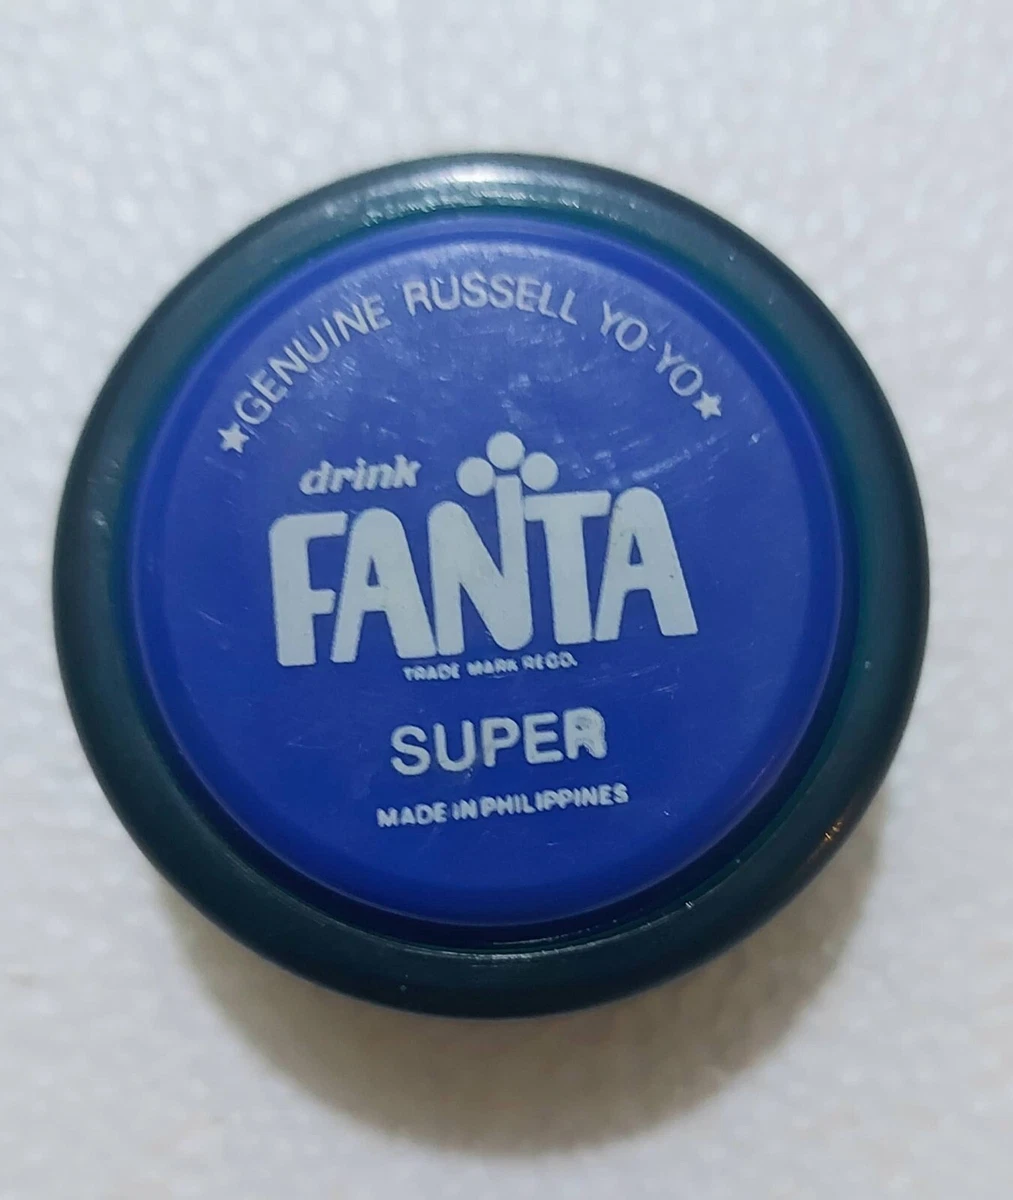 ★GENUINE RUSSELL YO-YO★
drink
FANTA
TRADE MARK REGD.
SUPER
MADE IN PHILIPPINES